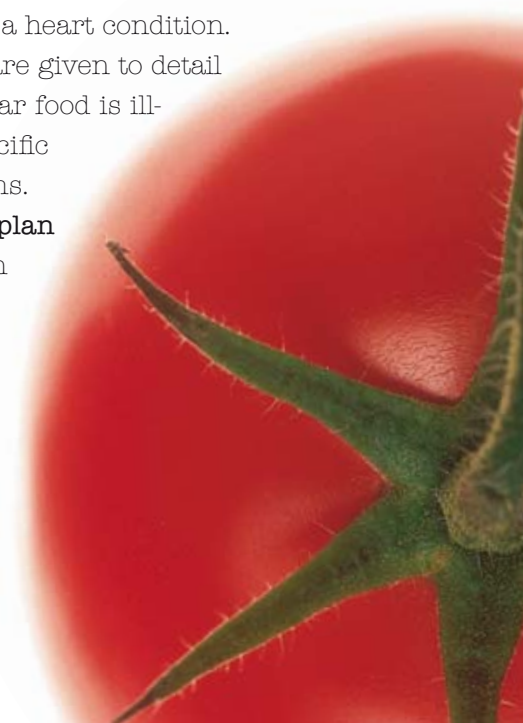 a heart condition.
are given to detail
ar food is ill-
cific
ns.
plan
n